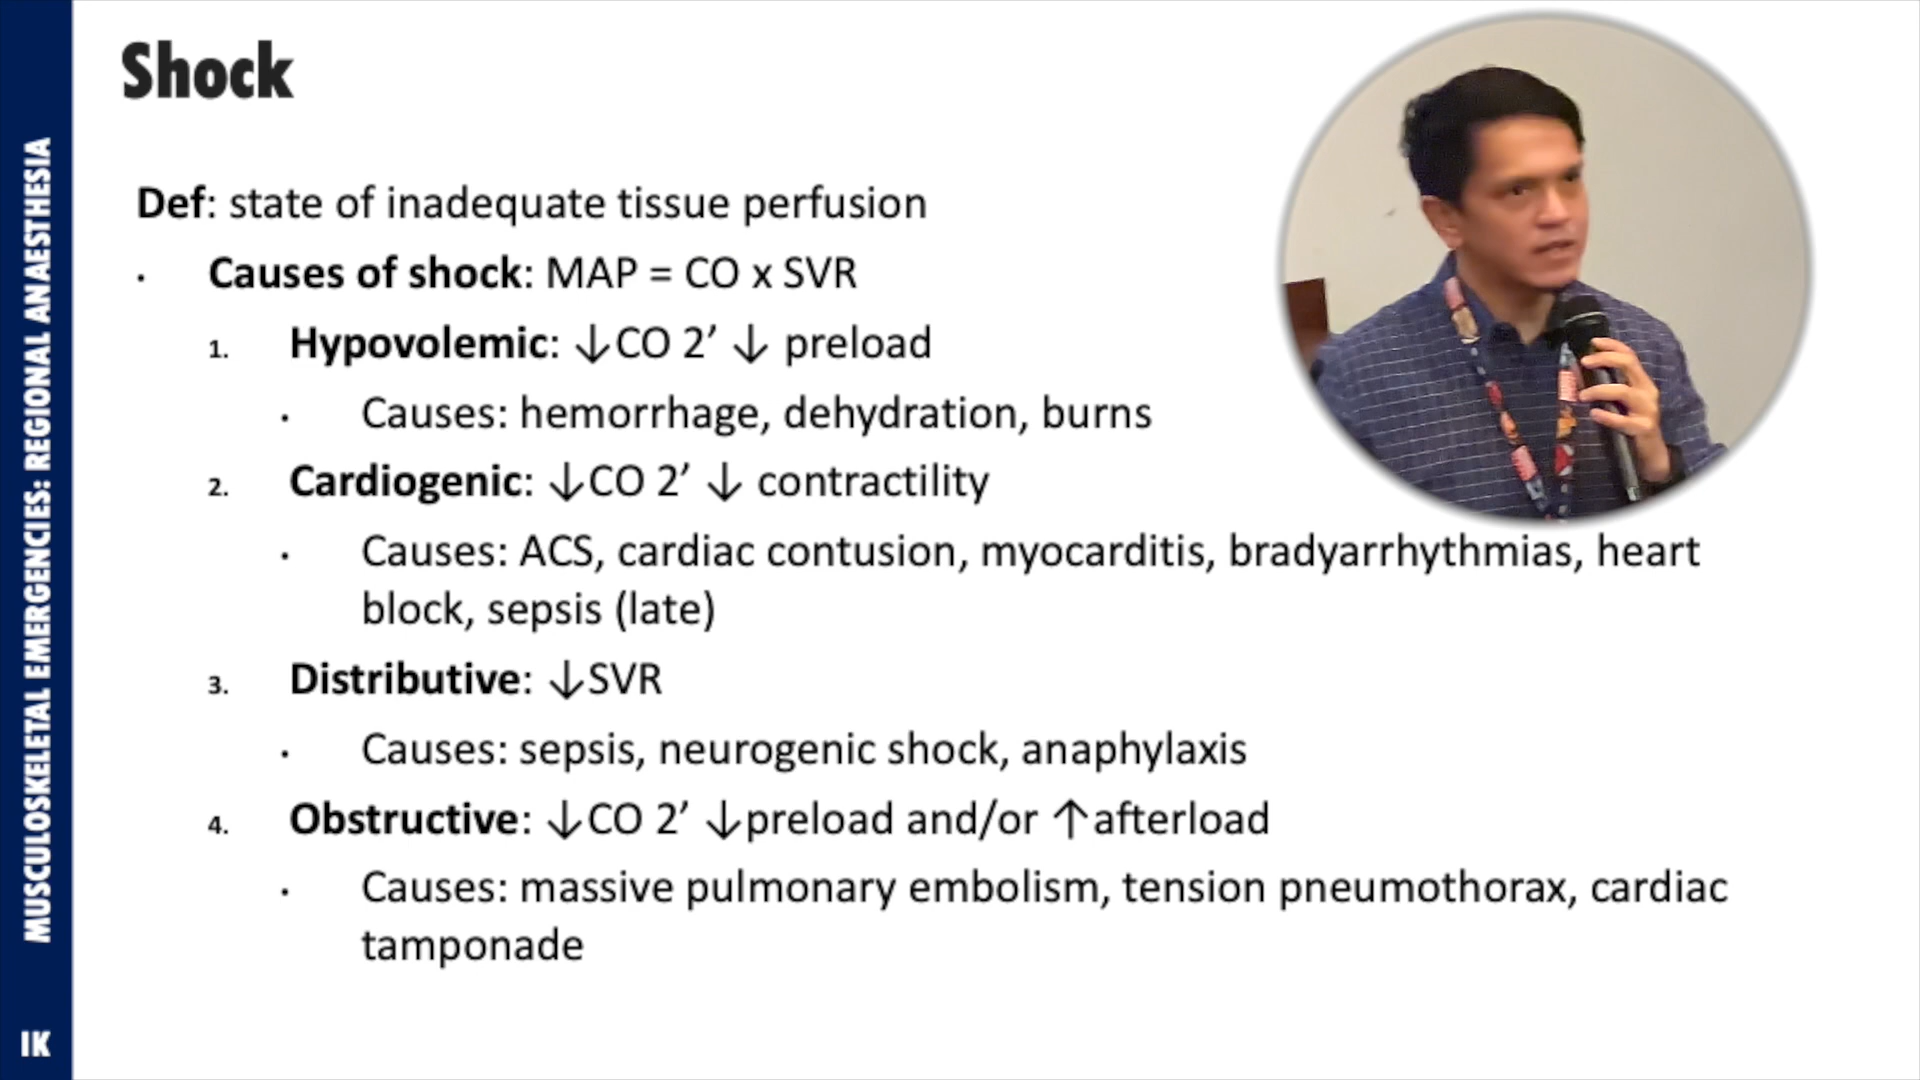 Shock
Def: state of inadequate tissue perfusion
· Causes of shock: MAP = CO x SVR
1. Hypovolemic: ↓CO 2’ ↓ preload
· Causes: hemorrhage, dehydration, burns
2. Cardiogenic: ↓CO 2’ ↓ contractility
· Causes: ACS, cardiac contusion, myocarditis, bradyarrhythmias, heart
block, sepsis (late)
3. Distributive: ↓SVR
· Causes: sepsis, neurogenic shock, anaphylaxis
4. Obstructive: ↓CO 2’ ↓preload and/or ↑afterload
· Causes: massive pulmonary embolism, tension pneumothorax, cardiac
tamponade
MUSCULOSKELETAL EMERGENCIES: REGIONAL ANAESTHESIA
IK